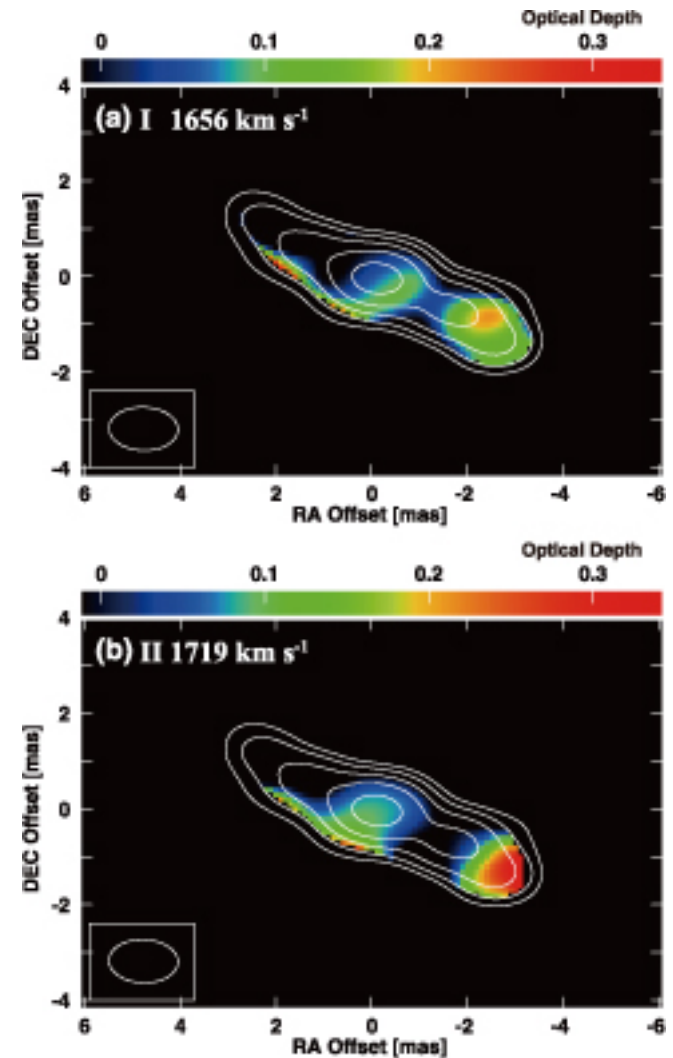 Optical Depth
0 0.1 0.2 0.3
(a) I 1656 km s-1
4
2
0
-2
-4
DEC Offset [mas]
6 4 2 0 -2 -4 -6
RA Offset [mas]
Optical Depth
0 0.1 0.2 0.3
(b) II 1719 km s-1
4
2
0
-2
-4
DEC Offset [mas]
6 4 2 0 -2 -4 -6
RA Offset [mas]